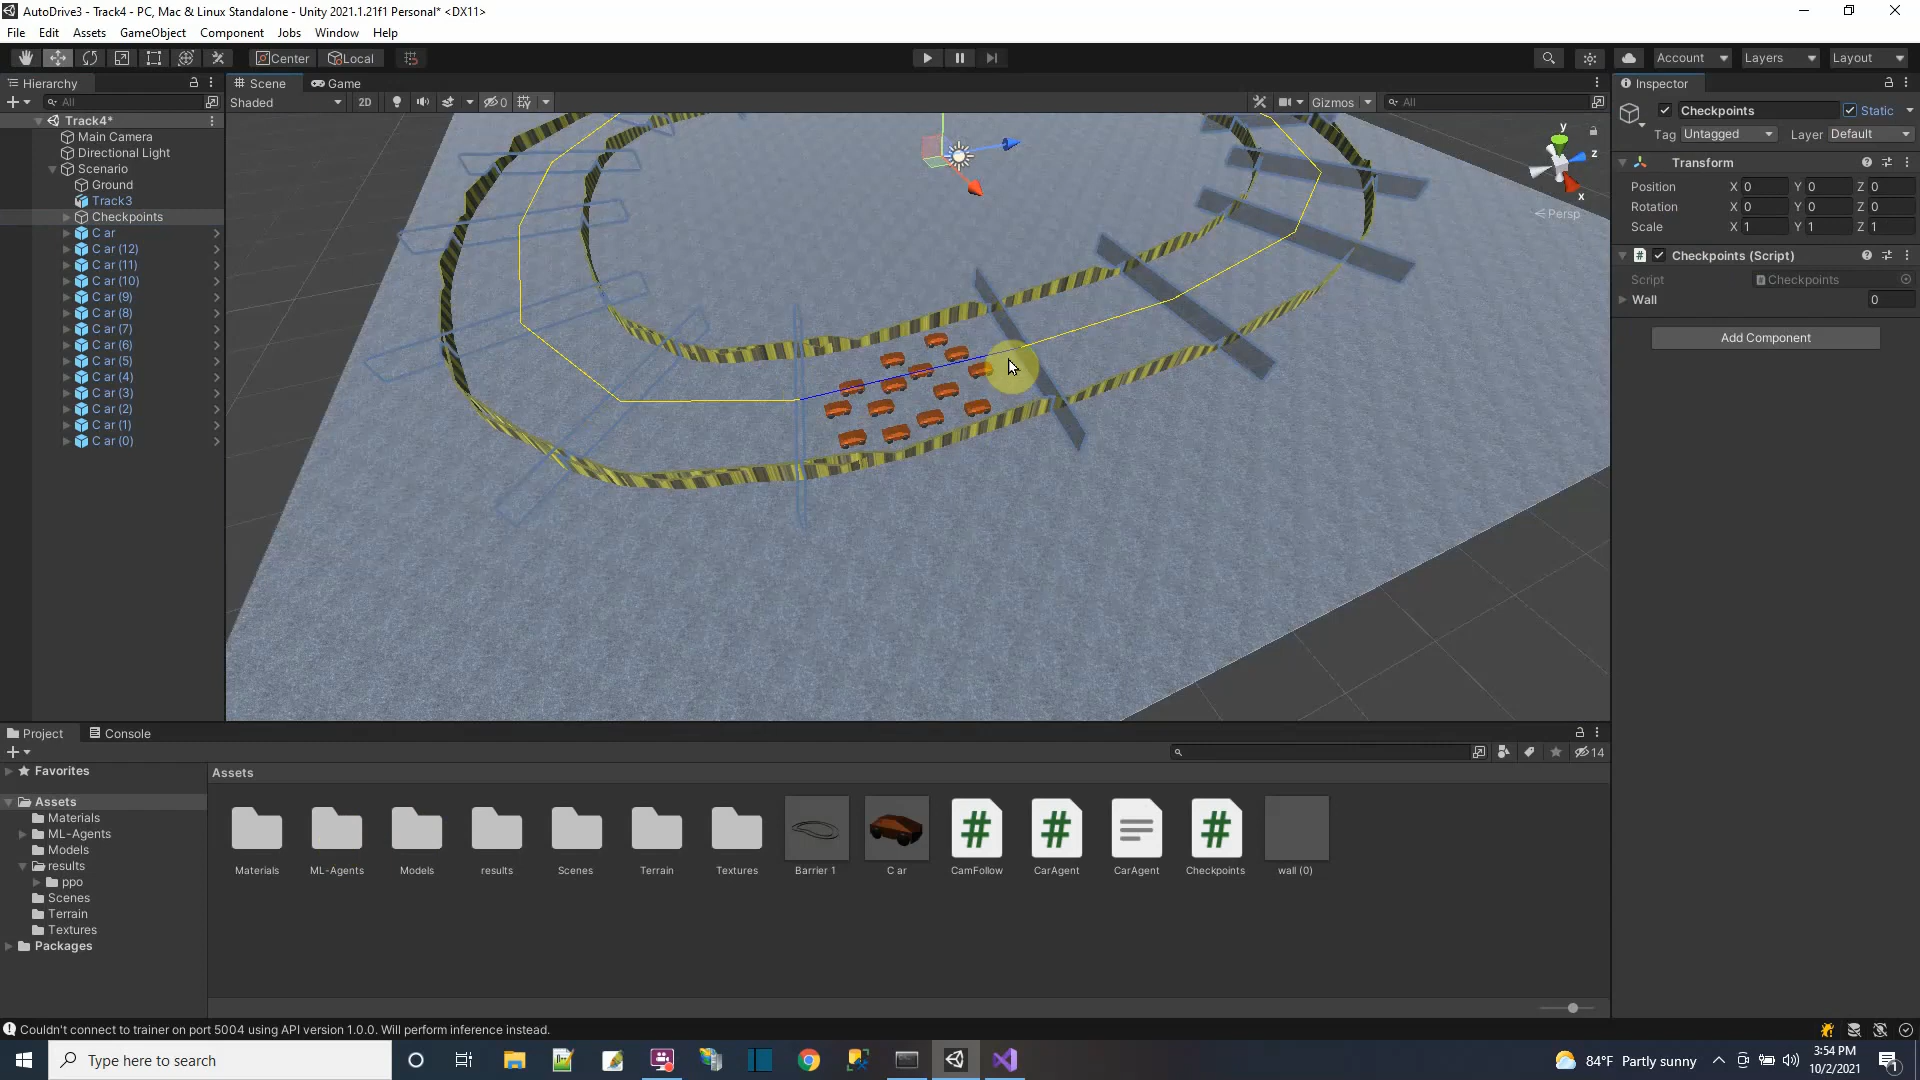 AutoDrive3 - Track4 - PC, Mac & Linux Standalone - Unity 2021.1.21f1 Personal* <DX11>
File Edit Assets GameObject Component Jobs Window Help
Center Local Account Layers Layout
Hierarchy Scene Game Inspector
All Shaded 2D 0 Gizmos All
Checkpoints Static
Tag Untagged Layer Default
Transform
Position X 0 Y 0 Z 0
Rotation X 0 Y 0 Z 0
Scale X 1 Y 1 Z 1
Checkpoints (Script)
Script Checkpoints
Wall 0
Add Component
Track4*
Main Camera
Directional Light
Scenario
Ground
Track3
Checkpoints
C ar
C ar (12)
C ar (11)
C ar (10)
C ar (9)
C ar (8)
C ar (7)
C ar (6)
C ar (5)
C ar (4)
C ar (3)
C ar (2)
C ar (1)
C ar (0)
y
z
x
Persp
Project Console
14
Favorites
Assets
Materials
ML-Agents
Models
results
ppo
Scenes
Terrain
Textures
Packages
Assets
Materials ML-Agents Models results Scenes Terrain Textures Barrier 1 C ar CamFollow CarAgent CarAgent Checkpoints wall (0)
Couldn't connect to trainer on port 5004 using API version 1.0.0. Will perform inference instead.
Type here to search
84°F Partly sunny
3:54 PM
10/2/2021
1